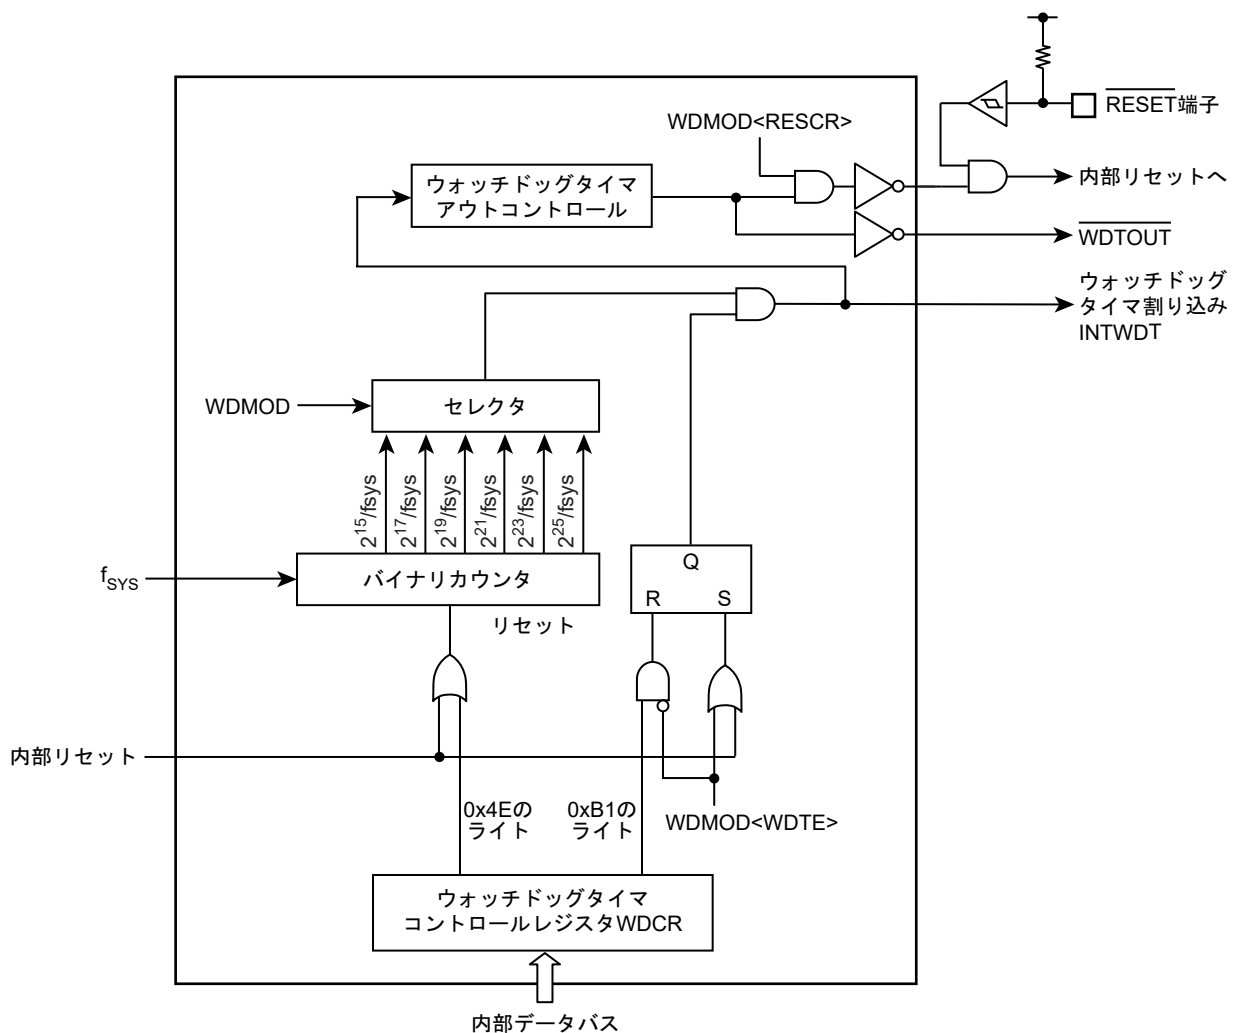 RESET端子
WDMOD<RESCR>
ウォッチドッグタイマ
アウトコントロール
内部リセットへ
WDTOUT
ウォッチドッグ
タイマ割り込み
INTWDT
WDMOD
セレクタ
2^15/fsys
2^17/fsys
2^19/fsys
2^21/fsys
2^23/fsys
2^25/fsys
fSYS
バイナリカウンタ
リセット
Q
R S
内部リセット
0x4Eの
ライト
0xB1の
ライト
WDMOD<WDTE>
ウォッチドッグタイマ
コントロールレジスタWDCR
内部データバス